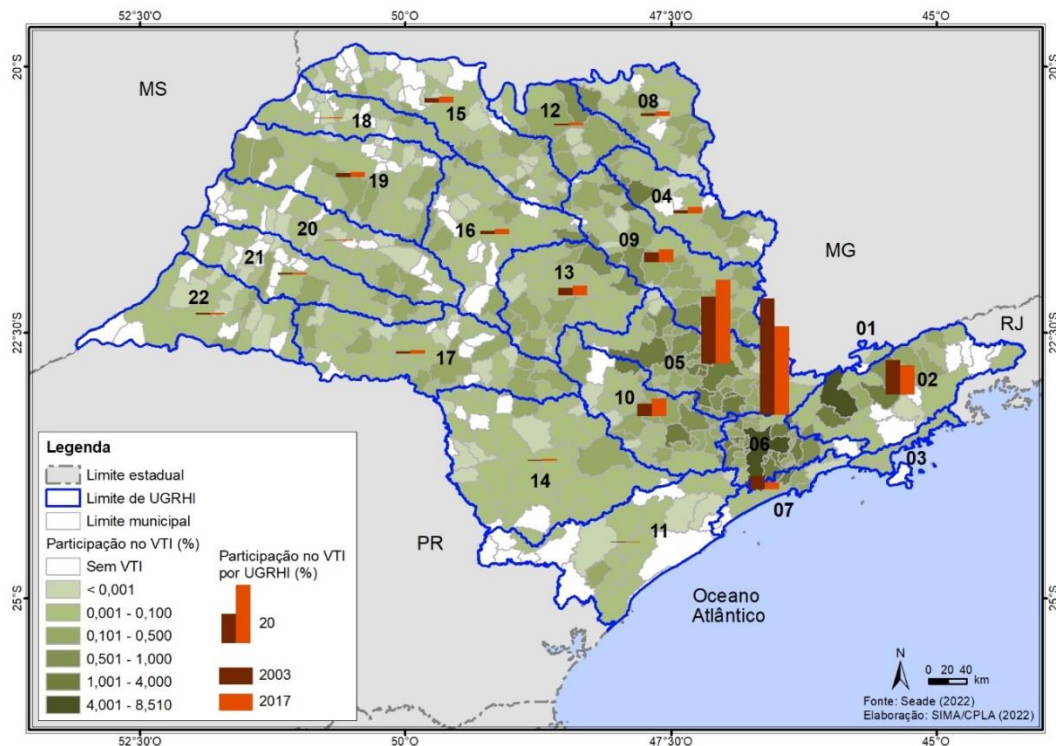 52°30'O 50°O 47°30'O 45°O
20°S 20°S
MS
15
12
08
18
19
04
20
16
09
MG
21
13
22
01
RJ
22°30'S 22°30'S
05
02
17
10
06
03
14
07
11
PR
Oceano
Atlântico
25°S 25°S
Legenda
Limite estadual
Limite de UGRHI
Limite municipal
Participação no VTI (%)
Sem VTI
< 0,001
0,001 - 0,100
0,101 - 0,500
0,501 - 1,000
1,001 - 4,000
4,001 - 8,510
Participação no VTI
por UGRHI (%)
20
2003
2017
N
0 20 40
km
Fonte: Seade (2022)
Elaboração: SIMA/CPLA (2022)
52°30'O 50°O 47°30'O 45°O